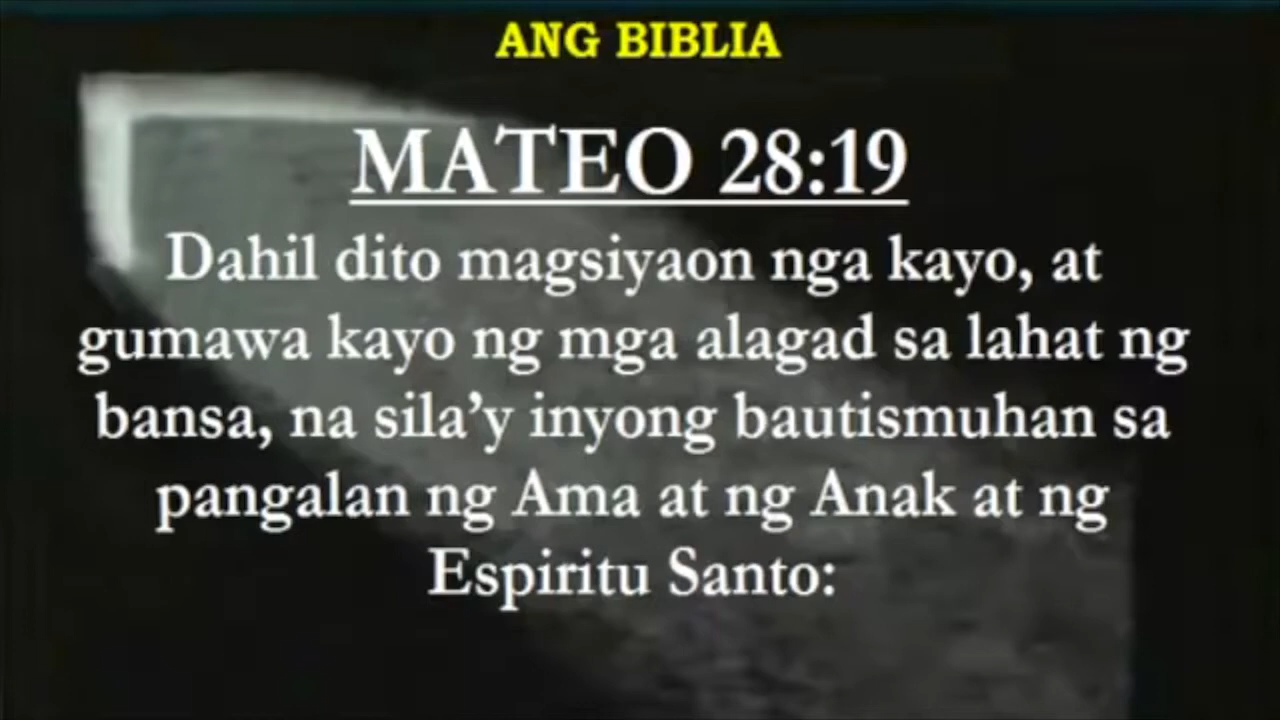 ANG BIBLIA
MATEO 28:19
Dahil dito magsiyaon nga kayo, at
gumawa kayo ng mga alagad sa lahat ng
bansa, na sila’y inyong bautismuhan sa
pangalan ng Ama at ng Anak at ng
Espiritu Santo: